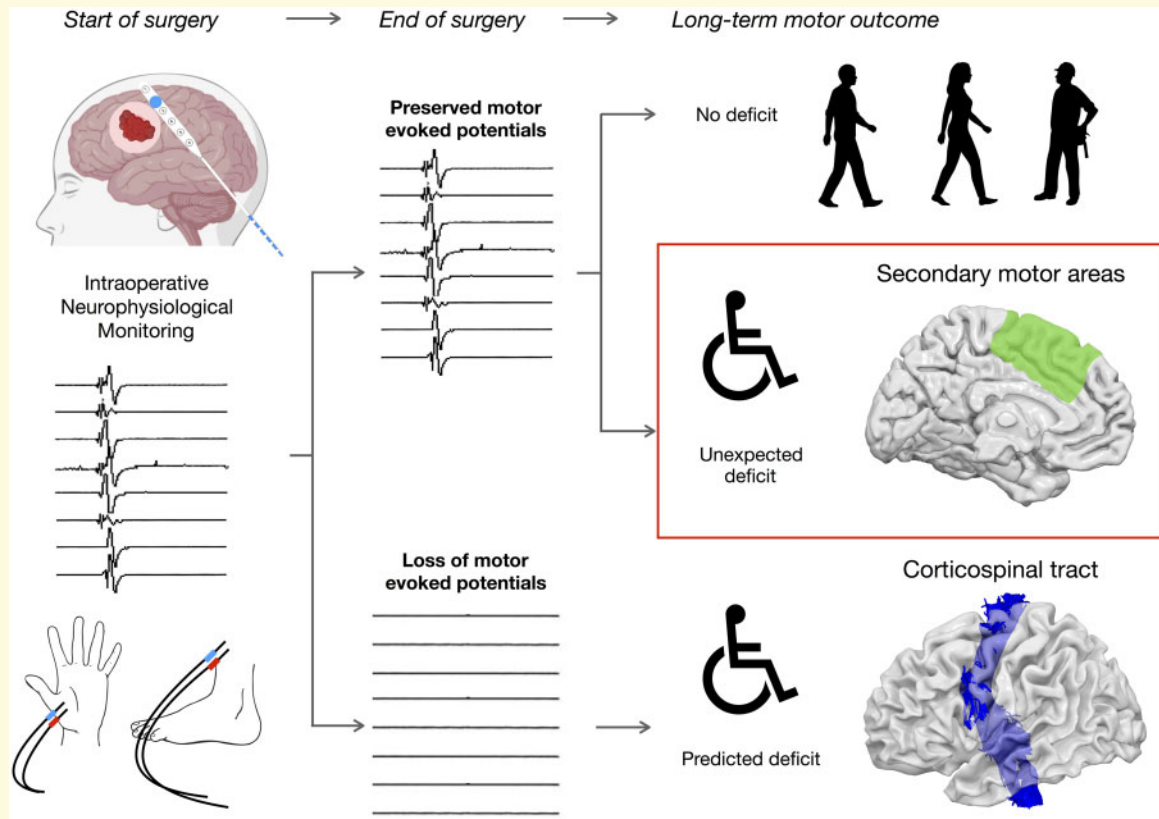 Start of surgery
End of surgery
Long-term motor outcome
Preserved motor
evoked potentials
No deficit
Intraoperative
Neurophysiological
Monitoring
Secondary motor areas
Unexpected
deficit
Loss of motor
evoked potentials
Corticospinal tract
Predicted deficit